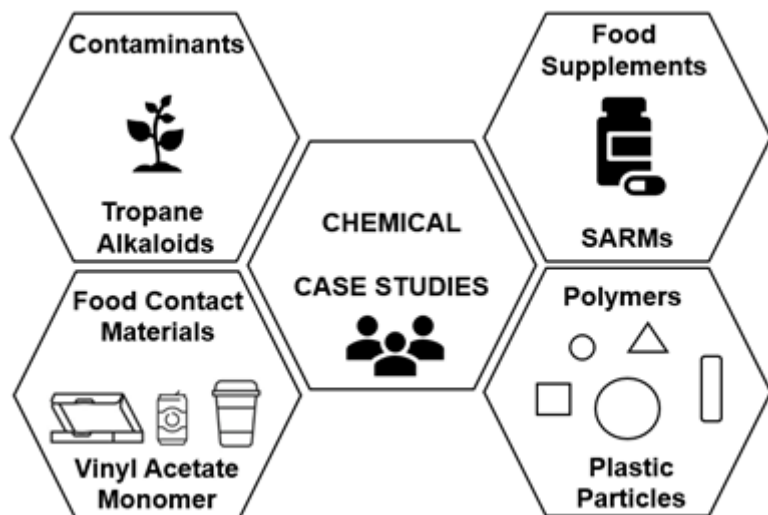 Contaminants
Tropane
Alkaloids
Food
Supplements
SARMs
CHEMICAL
CASE STUDIES
Food Contact
Materials
Vinyl Acetate
Monomer
Polymers
Plastic
Particles